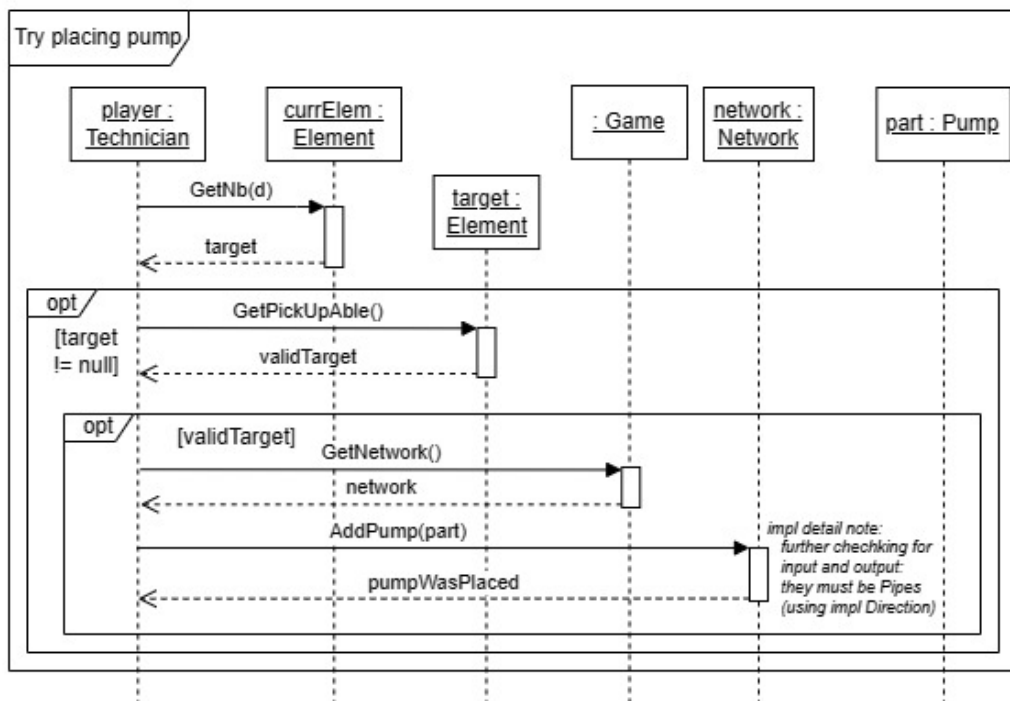 Try placing pump
player :
Technician
currElem :
Element
: Game
network :
Network
part : Pump
GetNb(d)
target :
Element
target
opt
GetPickUpAble()
[target
!= null]
validTarget
opt
[validTarget]
GetNetwork()
network
AddPump(part)
impl detail note:
further chechking for
input and output:
they must be Pipes
(using impl Direction)
pumpWasPlaced